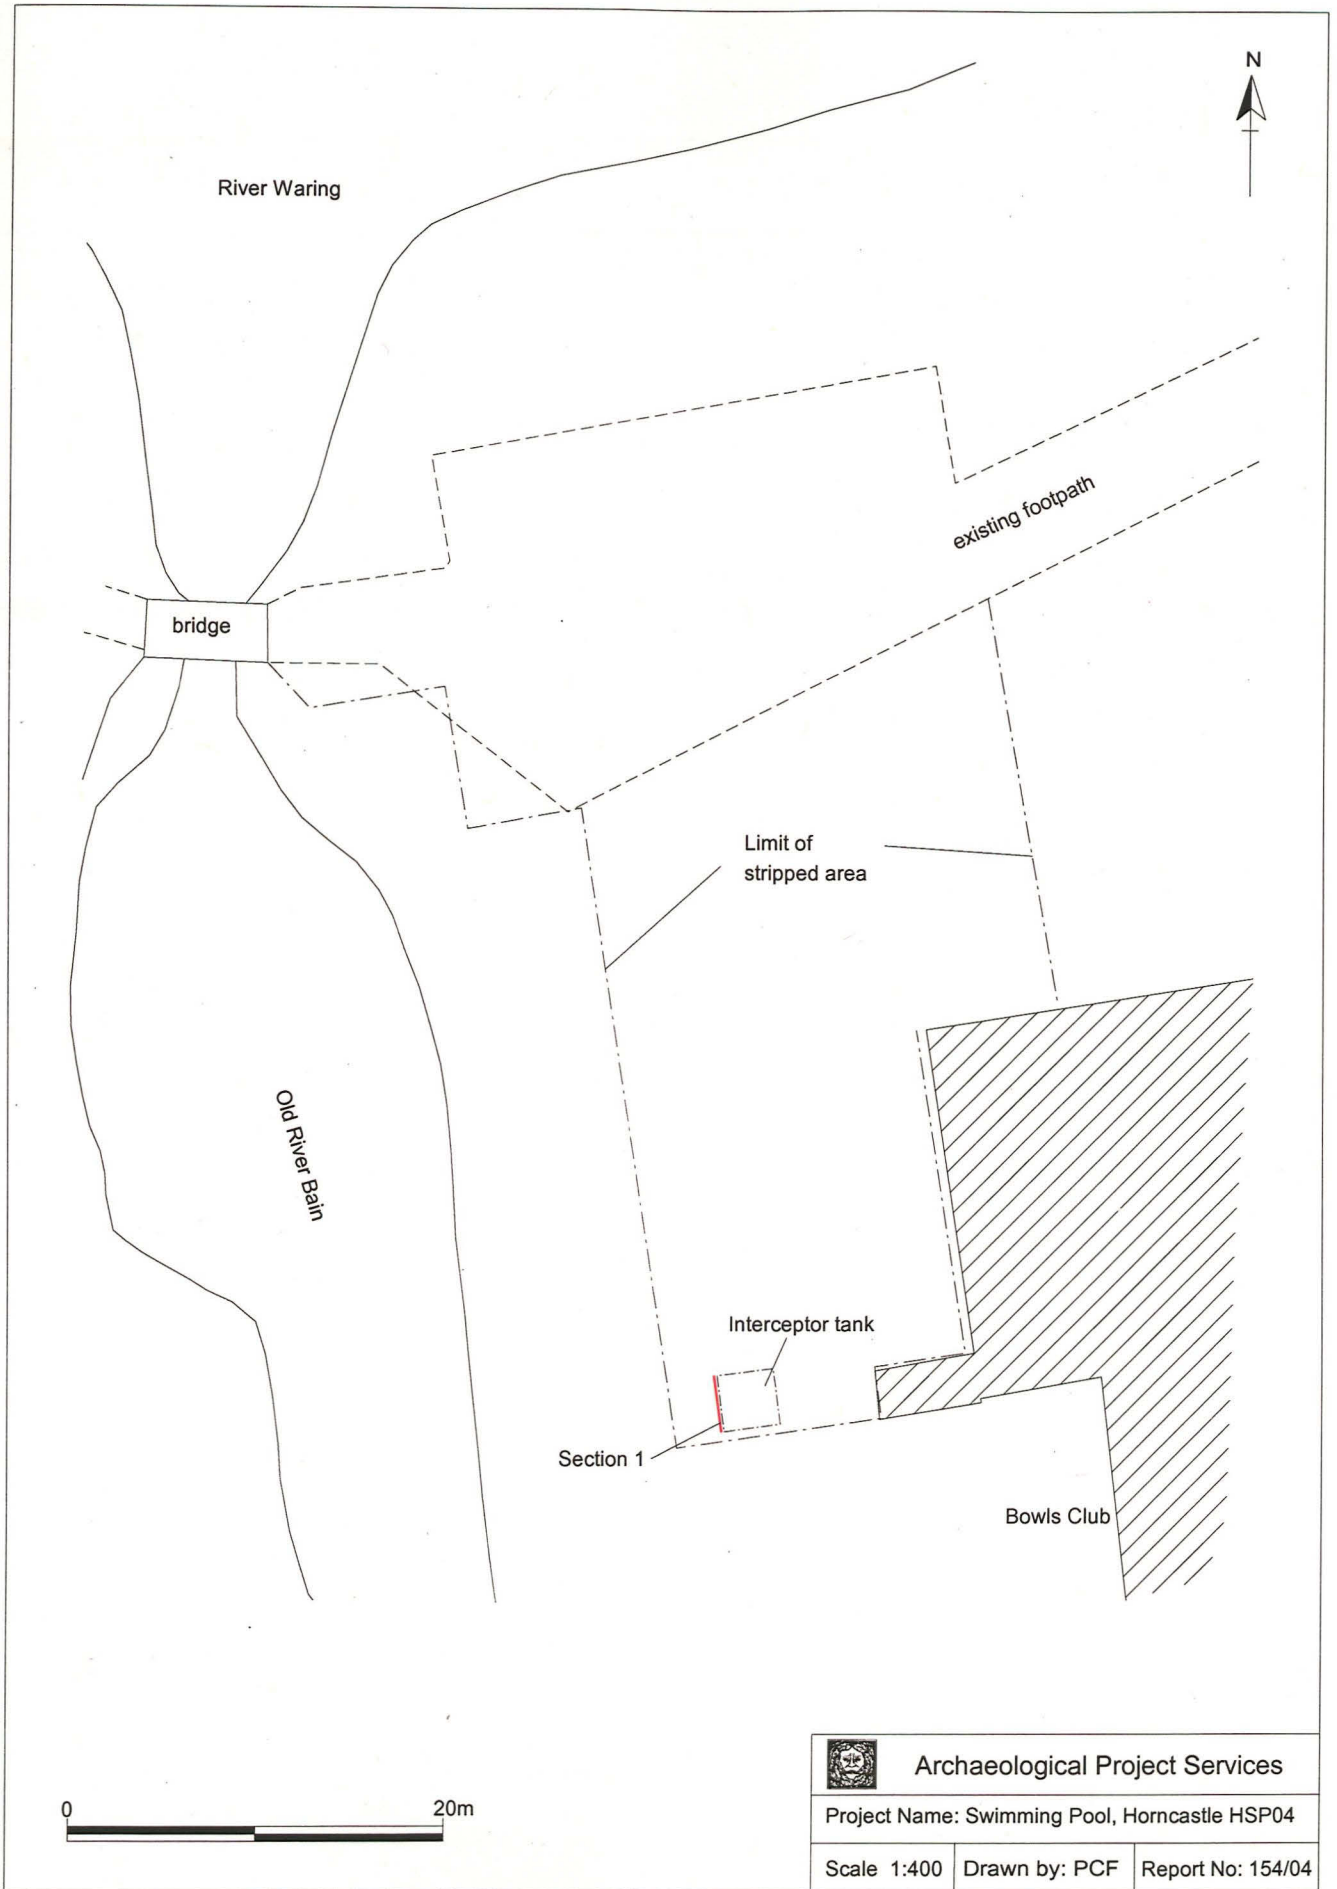 N
River Waring
existing footpath
bridge
Limit of
stripped area
Old River Bain
Interceptor tank
Section 1
Bowls Club
0 20m
Archaeological Project Services
Project Name: Swimming Pool, Horncastle HSP04
Scale 1:400 Drawn by: PCF Report No: 154/04